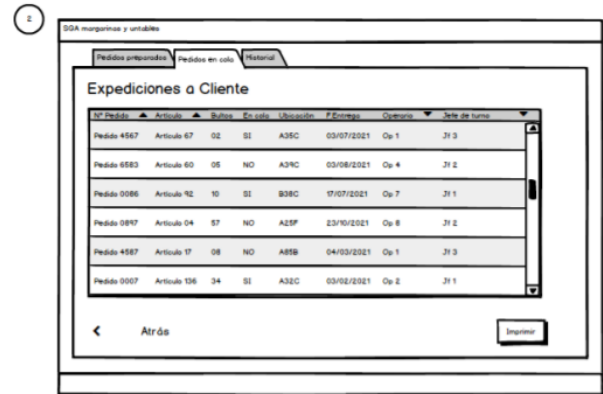 2
SGA margarinas y untables
Pedidos preparados Pedidos en cola Historial
Expediciones a Cliente
Nº Pedido Artículo Bultos En cola Ubicación F.Entrega Operario Jefe de turno
Pedido 4567 Artículo 67 02 SI A35C 03/07/2021 Op 1 Jt 3
Pedido 6583 Artículo 60 05 NO A39C 03/08/2021 Op 4 Jt 2
Pedido 0086 Artículo 92 10 SI B38C 17/07/2021 Op 7 Jt 1
Pedido 0897 Artículo 04 57 NO A25F 23/10/2021 Op 8 Jt 2
Pedido 4587 Artículo 17 08 NO A85B 04/03/2021 Op 1 Jt 3
Pedido 0007 Artículo 136 34 SI A32C 03/02/2021 Op 2 Jt 1
Atrás Imprimir